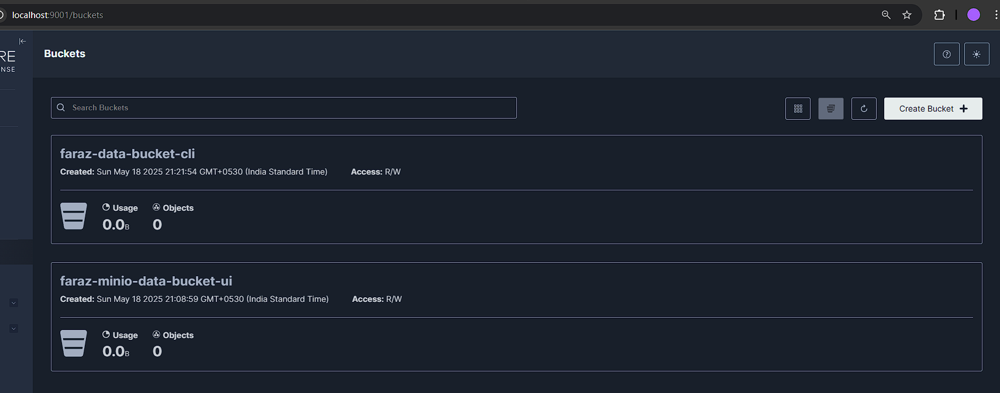 localhost:9001/buckets
RE
NSE
Buckets
Search Buckets
Create Bucket
faraz-data-bucket-cli
Created: Sun May 18 2025 21:21:54 GMT+0530 (India Standard Time) Access: R/W
Usage Objects
0.0B 0
faraz-minio-data-bucket-ui
Created: Sun May 18 2025 21:08:59 GMT+0530 (India Standard Time) Access: R/W
Usage Objects
0.0B 0